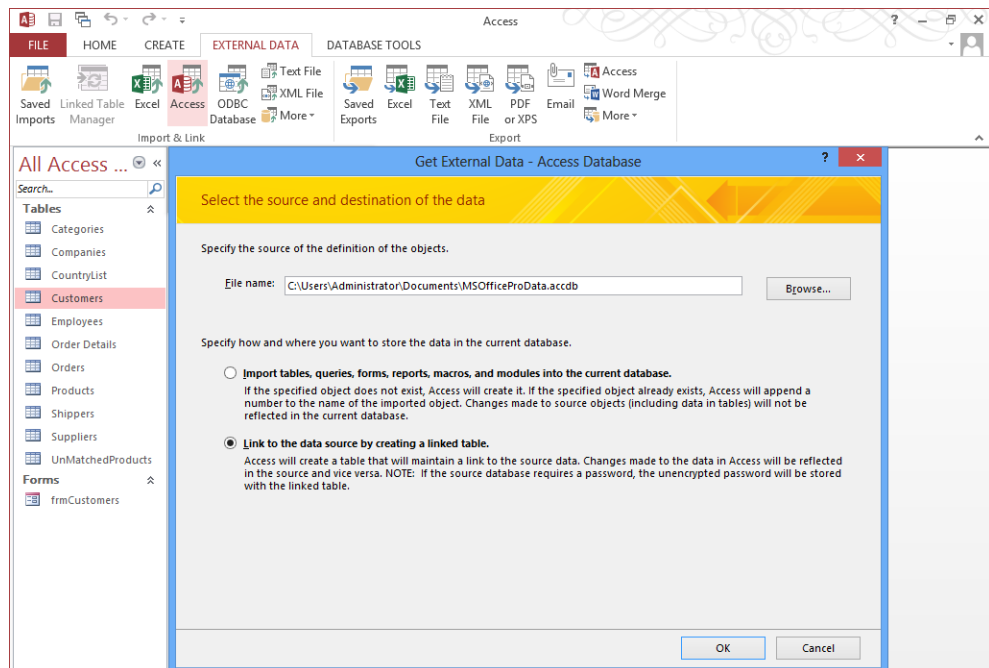 Access
?
FILE HOME CREATE EXTERNAL DATA DATABASE TOOLS
Saved Imports
Linked Table Manager
Excel
Access
ODBC Database
Text File
XML File
More
Saved Exports
Excel
Text File
XML File
PDF or XPS
Email
Access
Word Merge
More
Import & Link
Export
All Access ...
Search...
Tables
Categories
Companies
CountryList
Customers
Employees
Order Details
Orders
Products
Shippers
Suppliers
UnMatchedProducts
Forms
frmCustomers
Get External Data - Access Database
?
Select the source and destination of the data
Specify the source of the definition of the objects.
File name: C:\Users\Administrator\Documents\MSOfficeProData.accdb Browse...
Specify how and where you want to store the data in the current database.
Import tables, queries, forms, reports, macros, and modules into the current database.
If the specified object does not exist, Access will create it. If the specified object already exists, Access will append a
number to the name of the imported object. Changes made to source objects (including data in tables) will not be
reflected in the current database.
Link to the data source by creating a linked table.
Access will create a table that will maintain a link to the source data. Changes made to the data in Access will be reflected
in the source and vice versa. NOTE: If the source database requires a password, the unencrypted password will be stored
with the linked table.
OK Cancel